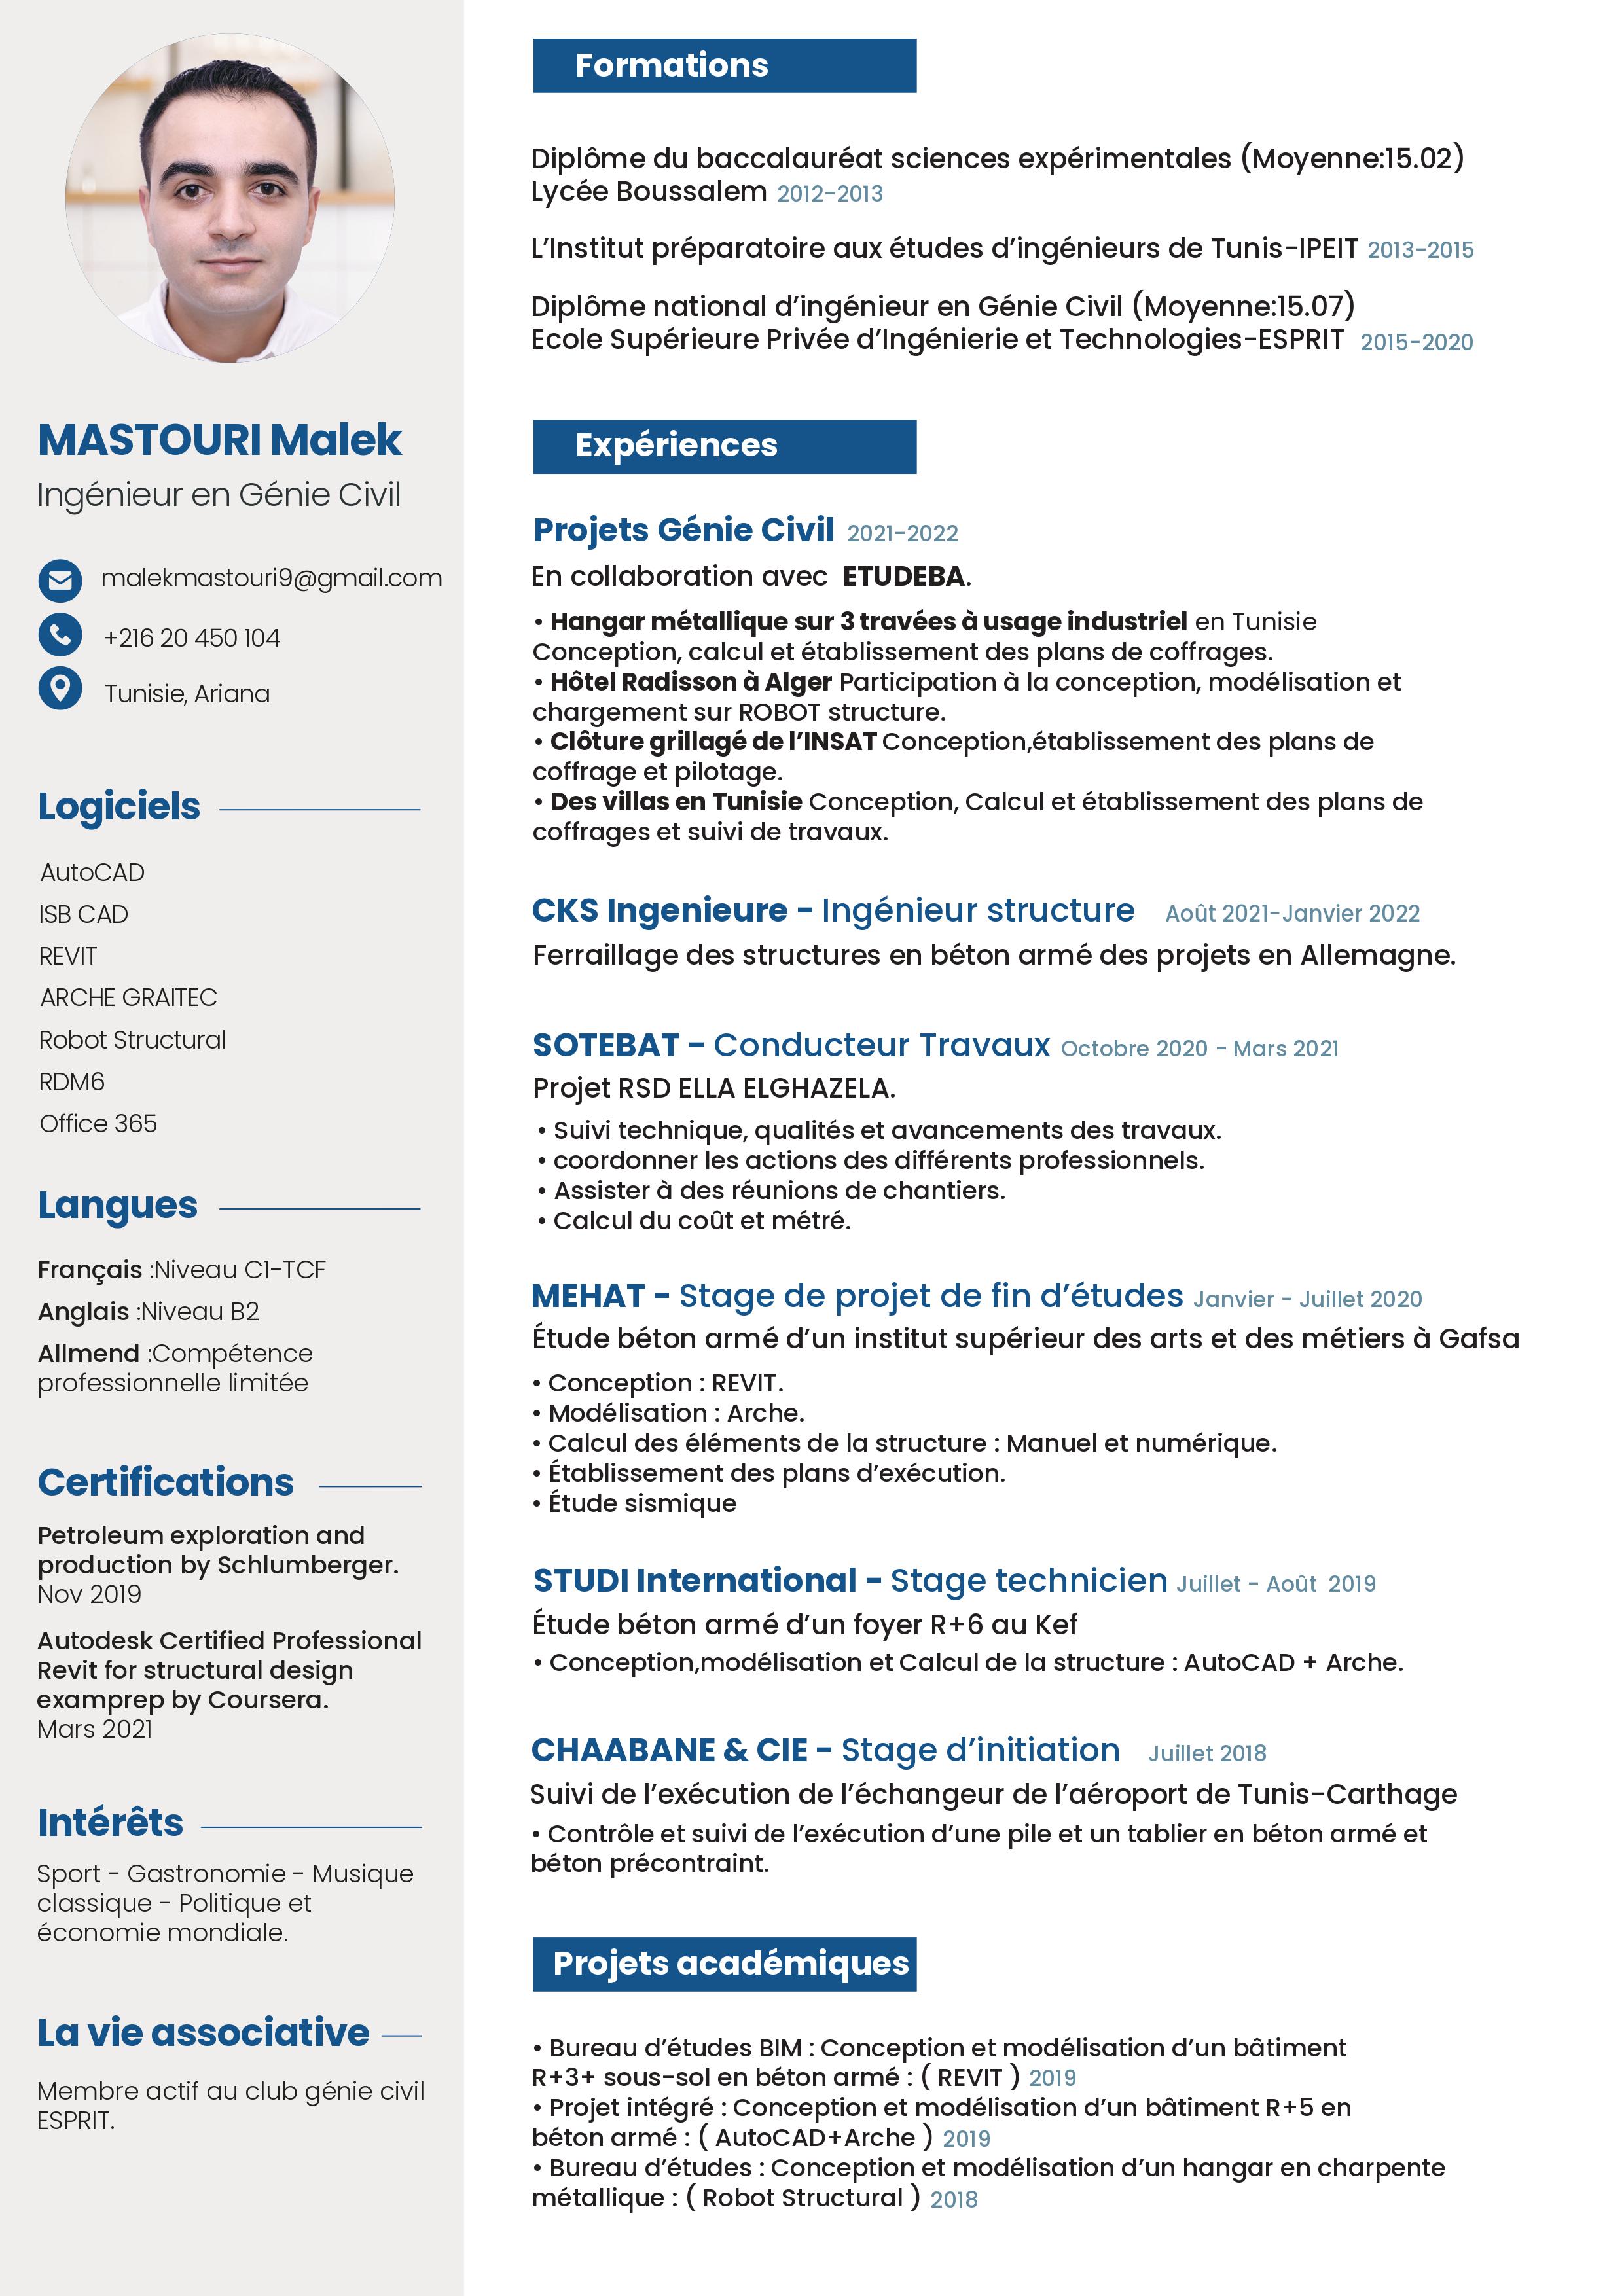 MASTOURI Malek
Ingénieur en Génie Civil
malekmastouri9@gmail.com
+216 20 450 104
Tunisie, Ariana
Logiciels
AutoCAD
ISB CAD
REVIT
ARCHE GRAITEC
Robot Structural
RDM6
Office 365
Langues
Français :Niveau C1-TCF
Anglais :Niveau B2
Allmend :Compétence
professionnelle limitée
Certifications
Petroleum exploration and
production by Schlumberger.
Nov 2019
Autodesk Certified Professional
Revit for structural design
examprep by Coursera.
Mars 2021
Intérêts
Sport - Gastronomie - Musique
classique - Politique et
économie mondiale.
La vie associative
Membre actif au club génie civil
ESPRIT.
Formations
Diplôme du baccalauréat sciences expérimentales (Moyenne:15.02)
Lycée Boussalem 2012-2013
L’Institut préparatoire aux études d’ingénieurs de Tunis-IPEIT 2013-2015
Diplôme national d’ingénieur en Génie Civil (Moyenne:15.07)
Ecole Supérieure Privée d’Ingénierie et Technologies-ESPRIT 2015-2020
Expériences
Projets Génie Civil 2021-2022
En collaboration avec ETUDEBA.
• Hangar métallique sur 3 travées à usage industriel en Tunisie
Conception, calcul et établissement des plans de coffrages.
• Hôtel Radisson à Alger Participation à la conception, modélisation et
chargement sur ROBOT structure.
• Clôture grillagé de l’INSAT Conception,établissement des plans de
coffrage et pilotage.
• Des villas en Tunisie Conception, Calcul et établissement des plans de
coffrages et suivi de travaux.
CKS Ingenieure - Ingénieur structure Août 2021-Janvier 2022
Ferraillage des structures en béton armé des projets en Allemagne.
SOTEBAT - Conducteur Travaux Octobre 2020 - Mars 2021
Projet RSD ELLA ELGHAZELA.
• Suivi technique, qualités et avancements des travaux.
• coordonner les actions des différents professionnels.
• Assister à des réunions de chantiers.
• Calcul du coût et métré.
MEHAT - Stage de projet de fin d’études Janvier - Juillet 2020
Étude béton armé d’un institut supérieur des arts et des métiers à Gafsa
• Conception : REVIT.
• Modélisation : Arche.
• Calcul des éléments de la structure : Manuel et numérique.
• Établissement des plans d’exécution.
• Étude sismique
STUDI International - Stage technicien Juillet - Août 2019
Étude béton armé d’un foyer R+6 au Kef
• Conception,modélisation et Calcul de la structure : AutoCAD + Arche.
CHAABANE & CIE - Stage d’initiation Juillet 2018
Suivi de l’exécution de l’échangeur de l’aéroport de Tunis-Carthage
• Contrôle et suivi de l’exécution d’une pile et un tablier en béton armé et
béton précontraint.
Projets académiques
• Bureau d’études BIM : Conception et modélisation d’un bâtiment
R+3+ sous-sol en béton armé : ( REVIT ) 2019
• Projet intégré : Conception et modélisation d’un bâtiment R+5 en
béton armé : ( AutoCAD+Arche ) 2019
• Bureau d’études : Conception et modélisation d’un hangar en charpente
métallique : ( Robot Structural ) 2018